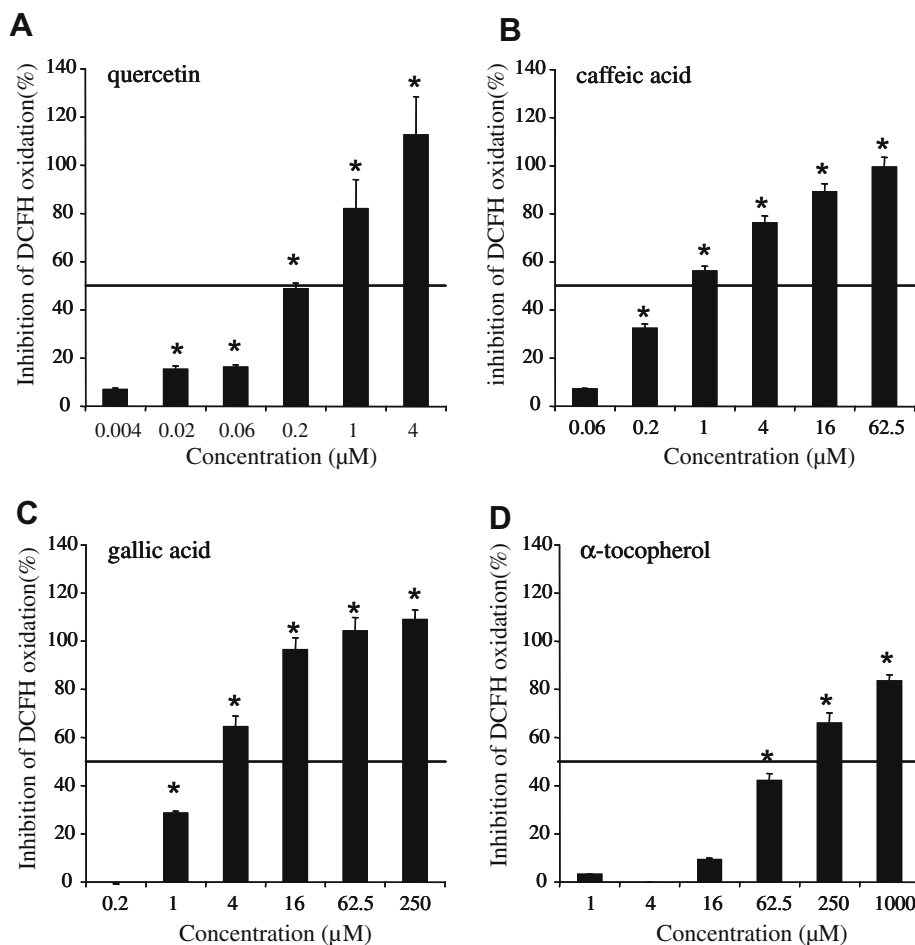 A
quercetin
Inhibition of DCFH oxidation(%)
140
120
100
80
60
40
20
0
* * * * *
0.004 0.02 0.06 0.2 1 4
Concentration (µM)
B
caffeic acid
inhibition of DCFH oxidation(%)
140
120
100
80
60
40
20
0
* * * * *
0.06 0.2 1 4 16 62.5
Concentration (µM)
C
gallic acid
Inhibition of DCFH oxidation(%)
140
120
100
80
60
40
20
0
* * * * *
0.2 1 4 16 62.5 250
Concentration (µM)
D
α-tocopherol
Inhibition of DCFH oxidation(%)
140
120
100
80
60
40
20
0
* * *
1 4 16 62.5 250 1000
Concentration (µM)